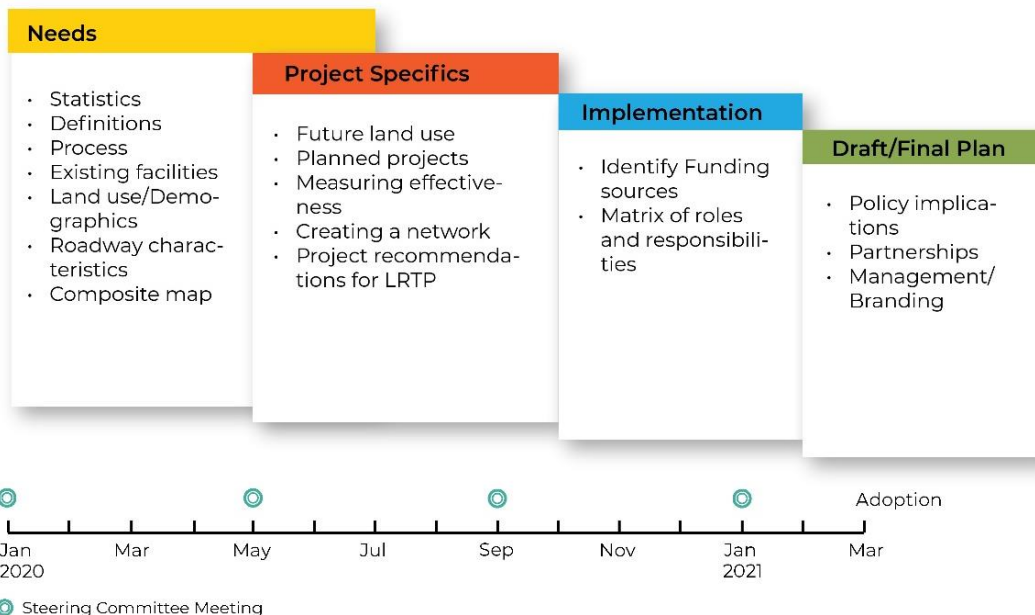 Needs
• Statistics
• Definitions
• Process
• Existing facilities
• Land use/Demo-
graphics
• Roadway charac-
teristics
• Composite map
Project Specifics
• Future land use
• Planned projects
• Measuring effective-
ness
• Creating a network
• Project recommenda-
tions for LRTP
Implementation
• Identify Funding
sources
• Matrix of roles
and responsibili-
ties
Draft/Final Plan
• Policy implica-
tions
• Partnerships
• Management/
Branding
Adoption
Jan Mar May Jul Sep Nov Jan Mar
2020 2021
Steering Committee Meeting